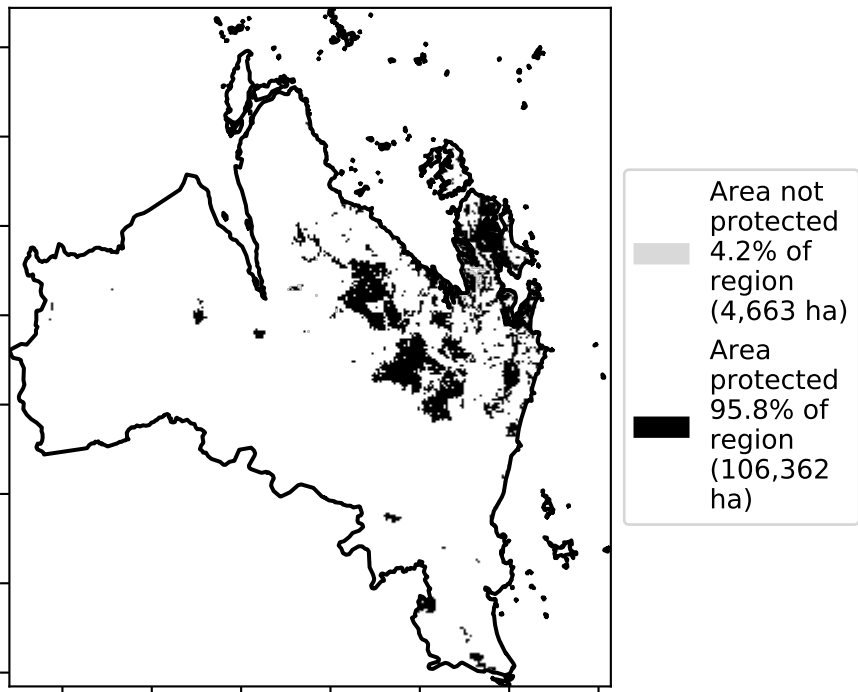 Area not
protected
4.2% of
region
(4,663 ha)
Area
protected
95.8% of
region
(106,362
ha)